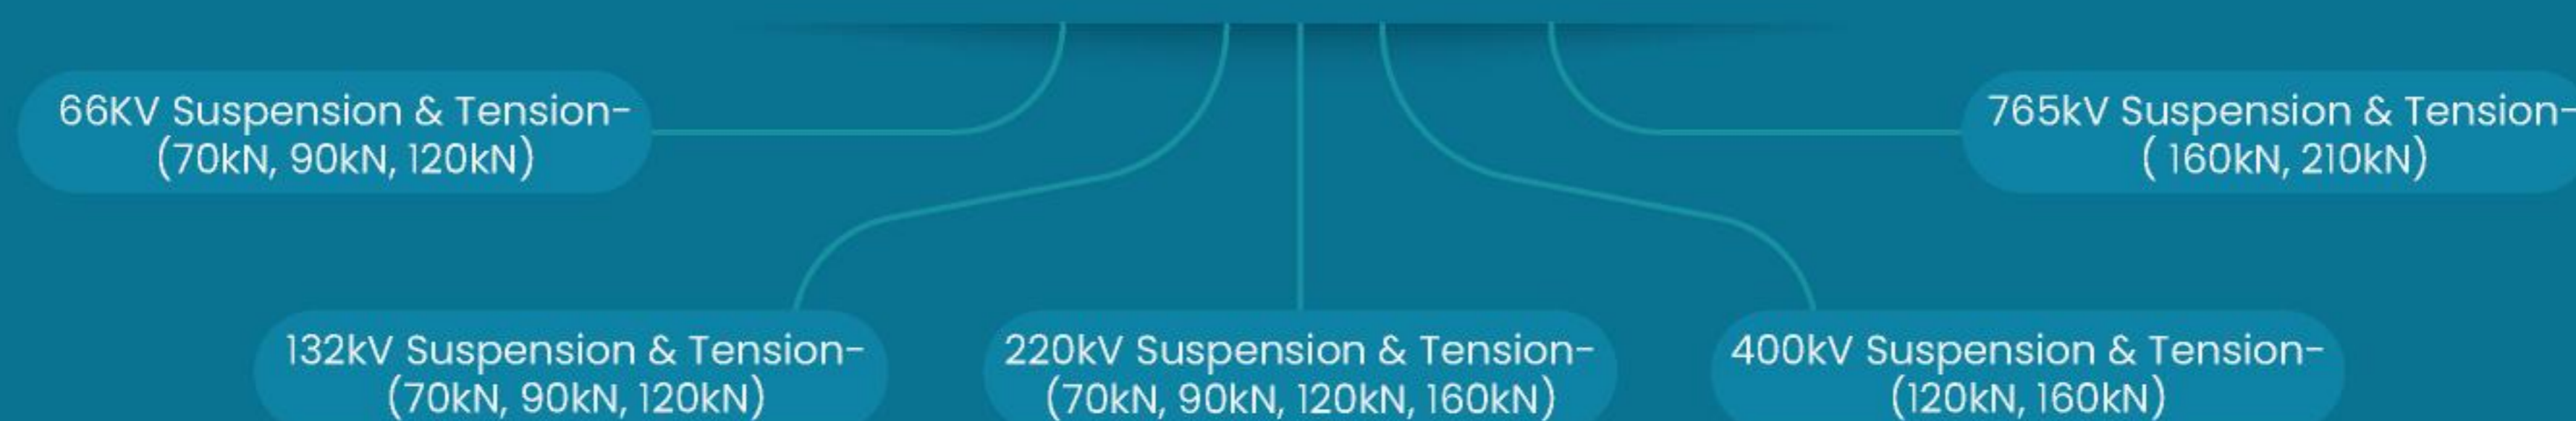 66KV Suspension & Tension-
(70kN, 90kN, 120kN)
765kV Suspension & Tension-
( 160kN, 210kN)
132kV Suspension & Tension-
(70kN, 90kN, 120kN)
220kV Suspension & Tension-
(70kN, 90kN, 120kN, 160kN)
400kV Suspension & Tension-
(120kN, 160kN)